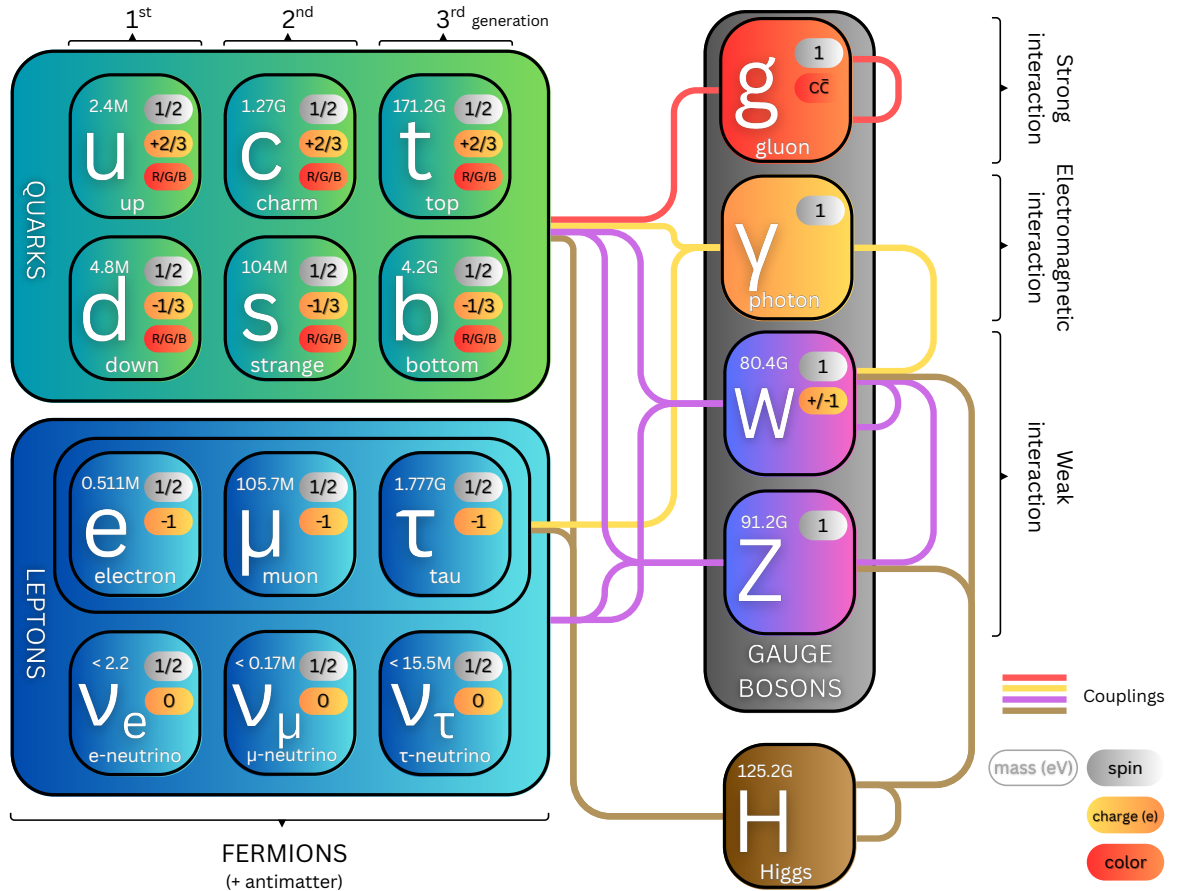 1st
2nd
3rd generation
QUARKS
2.4M
1/2
+2/3
R/G/B
u
up
1.27G
1/2
+2/3
R/G/B
c
charm
171.2G
1/2
+2/3
R/G/B
t
top
4.8M
1/2
-1/3
R/G/B
d
down
104M
1/2
-1/3
R/G/B
s
strange
4.2G
1/2
-1/3
R/G/B
b
bottom
LEPTONS
0.511M
1/2
-1
e
electron
105.7M
1/2
-1
μ
muon
1.777G
1/2
-1
τ
tau
< 2.2
1/2
0
νe
e-neutrino
< 0.17M
1/2
0
νμ
μ-neutrino
< 15.5M
1/2
0
ντ
τ-neutrino
FERMIONS
(+ antimatter)
1
cc̄
g
gluon
1
γ
photon
80.4G
1
+/-1
W
91.2G
1
Z
GAUGE
BOSONS
125.2G
H
Higgs
Strong
interaction
Electromagnetic
interaction
Weak
interaction
Couplings
mass (eV)
spin
charge (e)
color